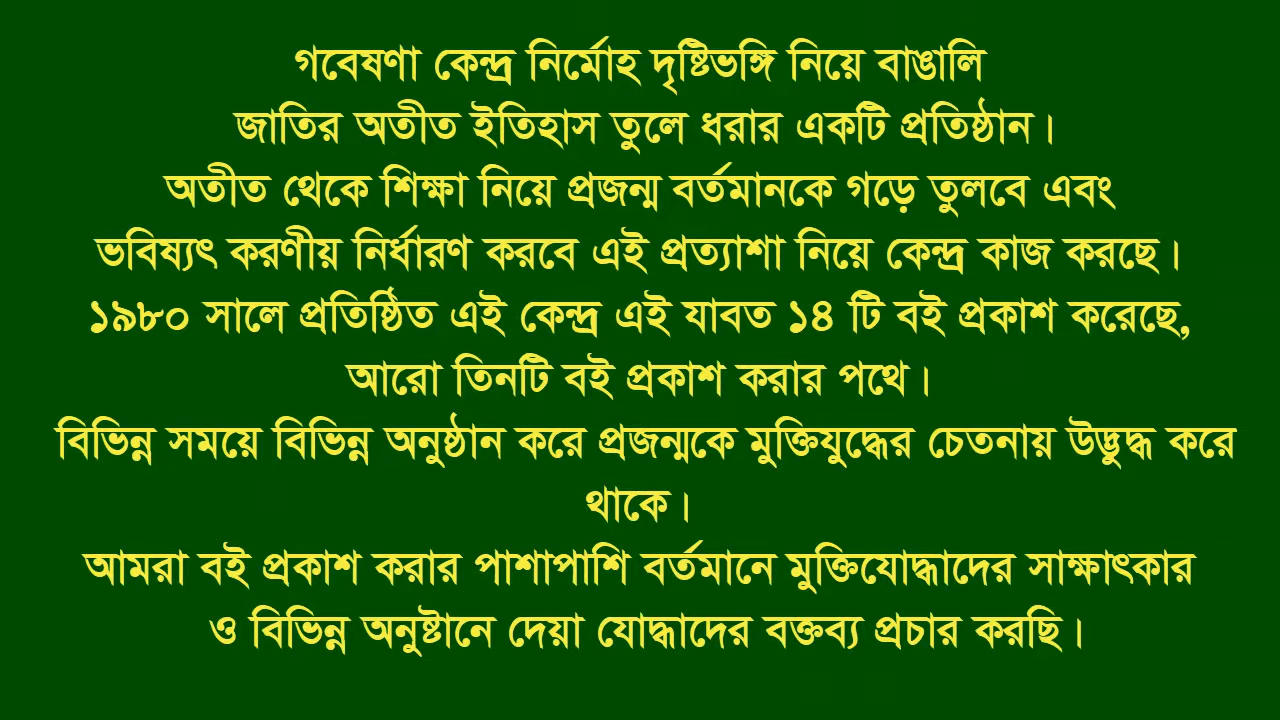 গবেষণা কেন্দ্র নির্মোহ দৃষ্টিভঙ্গি নিয়ে বাঙালি
জাতির অতীত ইতিহাস তুলে ধরার একটি প্রতিষ্ঠান।
অতীত থেকে শিক্ষা নিয়ে প্রজন্ম বর্তমানকে গড়ে তুলবে এবং
ভবিষ্যৎ করণীয় নির্ধারণ করবে এই প্রত্যাশা নিয়ে কেন্দ্র কাজ করছে।
১৯৮০ সালে প্রতিষ্ঠিত এই কেন্দ্র এই যাবত ১৪ টি বই প্রকাশ করেছে,
আরো তিনটি বই প্রকাশ করার পথে।
বিভিন্ন সময়ে বিভিন্ন অনুষ্ঠান করে প্রজন্মকে মুক্তিযুদ্ধের চেতনায় উদ্ভুদ্ধ করে
থাকে।
আমরা বই প্রকাশ করার পাশাপাশি বর্তমানে মুক্তিযোদ্ধাদের সাক্ষাৎকার
ও বিভিন্ন অনুষ্টানে দেয়া যোদ্ধাদের বক্তব্য প্রচার করছি।